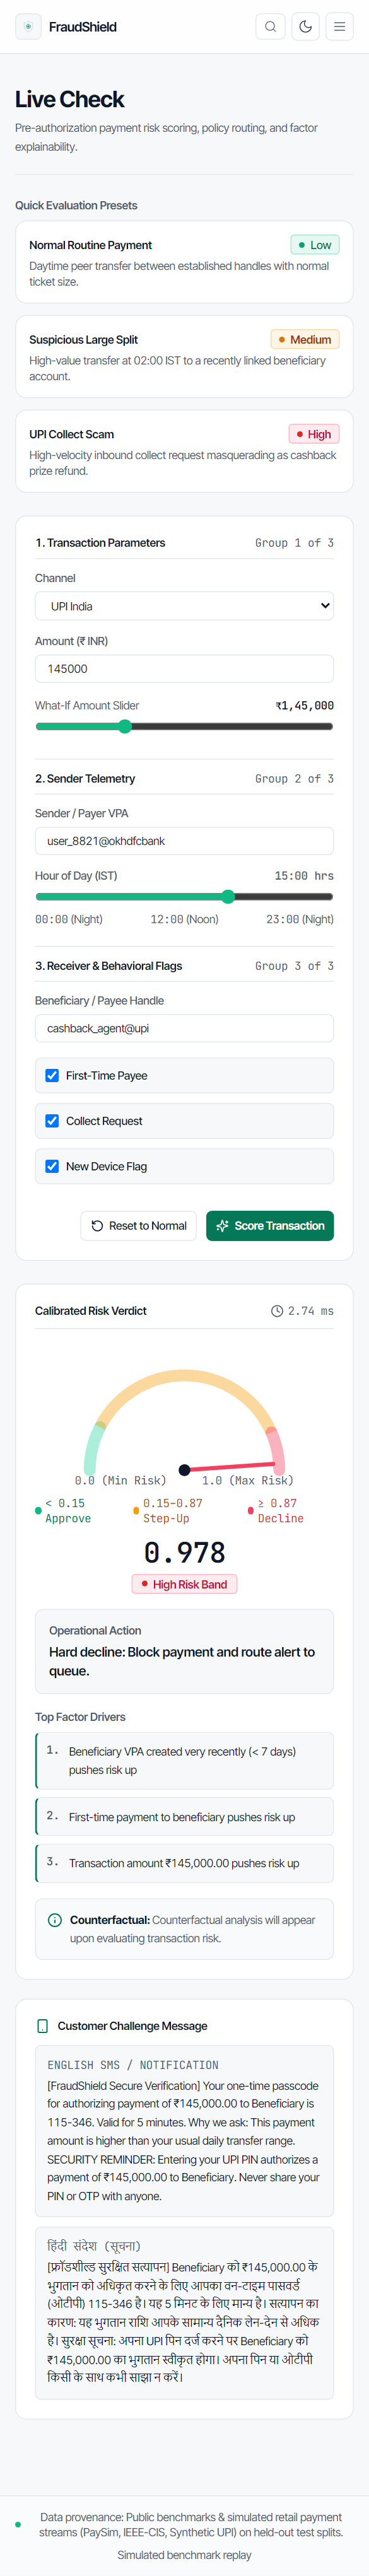 FraudShield
Live Check
Pre-authorization payment risk scoring, policy routing, and factor
explainability.
Quick Evaluation Presets
Normal Routine Payment
Low
Daytime peer transfer between established handles with normal
ticket size.
Suspicious Large Split
Medium
High-value transfer at 02:00 IST to a recently linked beneficiary
account.
UPI Collect Scam
High
High-velocity inbound collect request masquerading as cashback
prize refund.
1. Transaction Parameters
Group 1 of 3
Channel
UPI India
Amount (₹ INR)
145000
What-If Amount Slider
₹1,45,000
2. Sender Telemetry
Group 2 of 3
Sender / Payer VPA
user_8821@okhdfcbank
Hour of Day (IST)
15:00 hrs
00:00 (Night)
12:00 (Noon)
23:00 (Night)
3. Receiver & Behavioral Flags
Group 3 of 3
Beneficiary / Payee Handle
cashback_agent@upi
First-Time Payee
Collect Request
New Device Flag
Reset to Normal
Score Transaction
Calibrated Risk Verdict
2.74 ms
0.0 (Min Risk)
1.0 (Max Risk)
< 0.15
Approve
0.15–0.87
Step-Up
≥ 0.87
Decline
0.978
High Risk Band
Operational Action
Hard decline: Block payment and route alert to
queue.
Top Factor Drivers
1. Beneficiary VPA created very recently (< 7 days)
pushes risk up
2. First-time payment to beneficiary pushes risk up
3. Transaction amount ₹145,000.00 pushes risk up
Counterfactual: Counterfactual analysis will appear
upon evaluating transaction risk.
Customer Challenge Message
ENGLISH SMS / NOTIFICATION
[FraudShield Secure Verification] Your one-time passcode
for authorizing payment of ₹145,000.00 to Beneficiary is
115-346. Valid for 5 minutes. Why we ask: This payment
amount is higher than your usual daily transfer range.
SECURITY REMINDER: Entering your UPI PIN authorizes a
payment of ₹145,000.00 to Beneficiary. Never share your
PIN or OTP with anyone.
हिंदी संदेश (सूचना)
[फ्रॉडशील्ड सुरक्षित सत्यापन] Beneficiary को ₹145,000.00 के
भुगतान को अधिकृत करने के लिए आपका वन-टाइम पासवर्ड
(ओटीपी) 115-346 है। यह 5 मिनट के लिए मान्य है। सत्यापन का
कारण: यह भुगतान राशि आपके सामान्य दैनिक लेन-देन से अधिक
है। सुरक्षा सूचना: अपना UPI पिन दर्ज करने पर Beneficiary को
₹145,000.00 का भुगतान स्वीकृत होगा। अपना पिन या ओटीपी
किसी के साथ कभी साझा न करें।
Data provenance: Public benchmarks & simulated retail payment
streams (PaySim, IEEE-CIS, Synthetic UPI) on held-out test splits.
Simulated benchmark replay